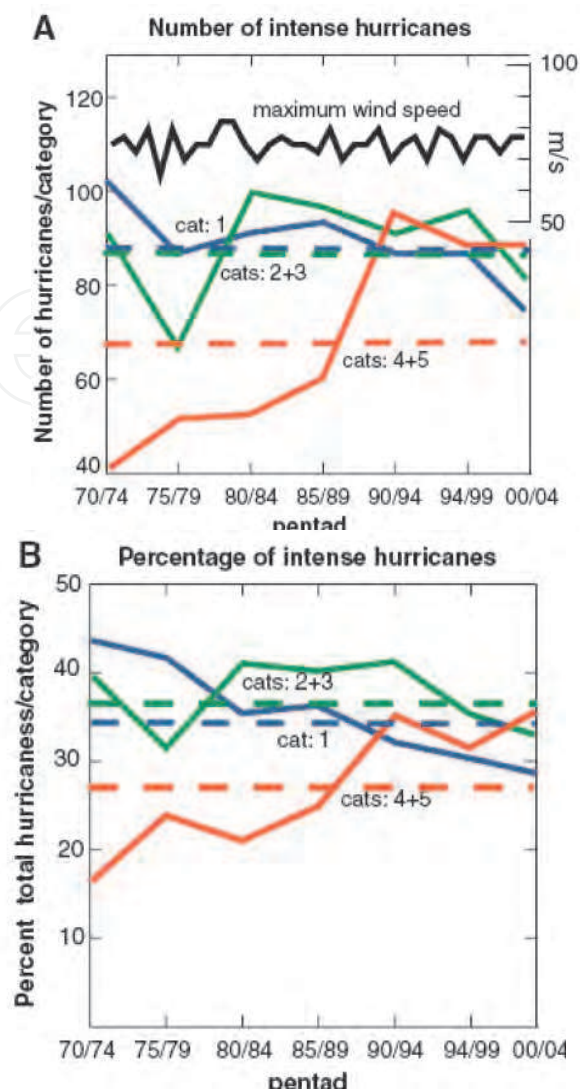 A
Number of intense hurricanes
Number of hurricanes/category
120
100
80
60
40
100
50
m/s
maximum wind speed
cat: 1
cats: 2+3
cats: 4+5
70/74 75/79 80/84 85/89 90/94 94/99 00/04
pentad
B
Percentage of intense hurricanes
Percent total hurricaness/category
50
40
30
20
10
cats: 2+3
cat: 1
cats: 4+5
70/74 75/79 80/84 85/89 90/94 94/99 00/04
pentad